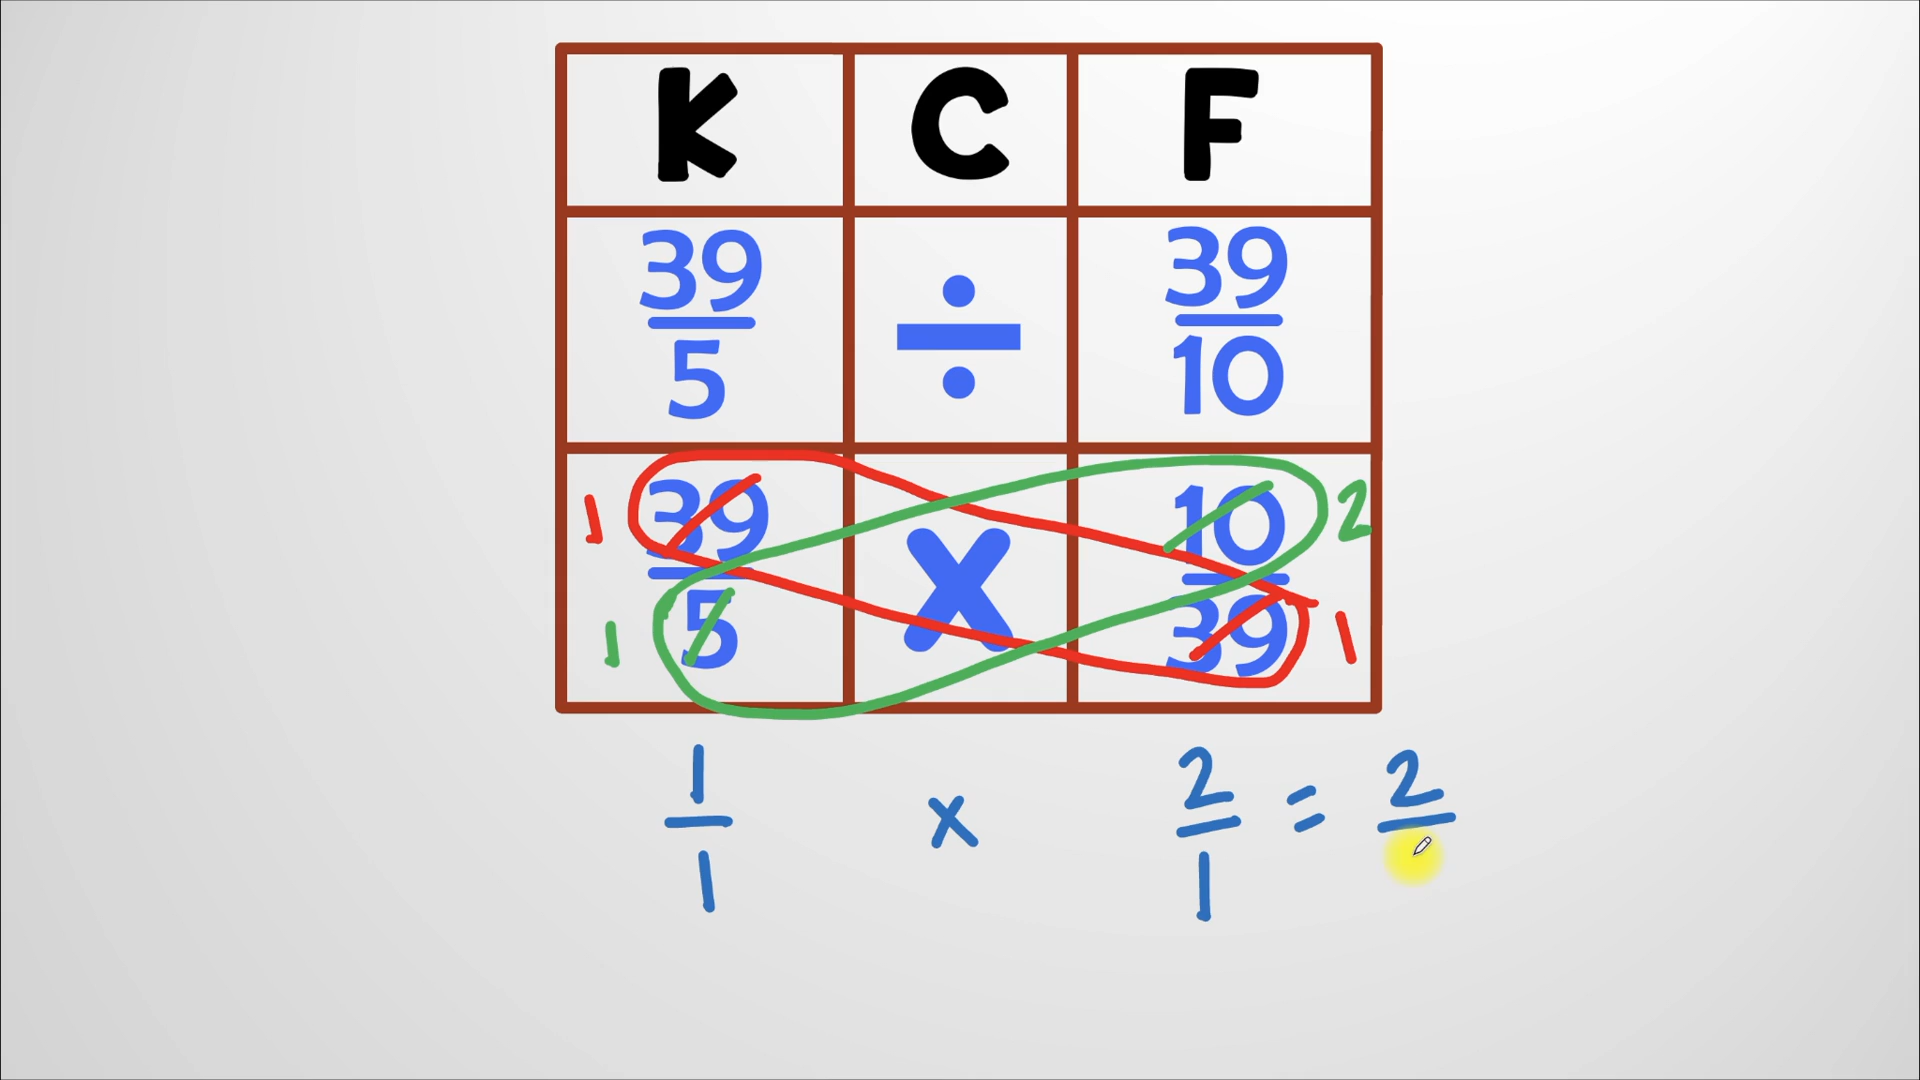 K C F
39/5 ÷ 39/10
1 39/5 1 X 10/39 2 1
1/1 x 2/1 = 2/